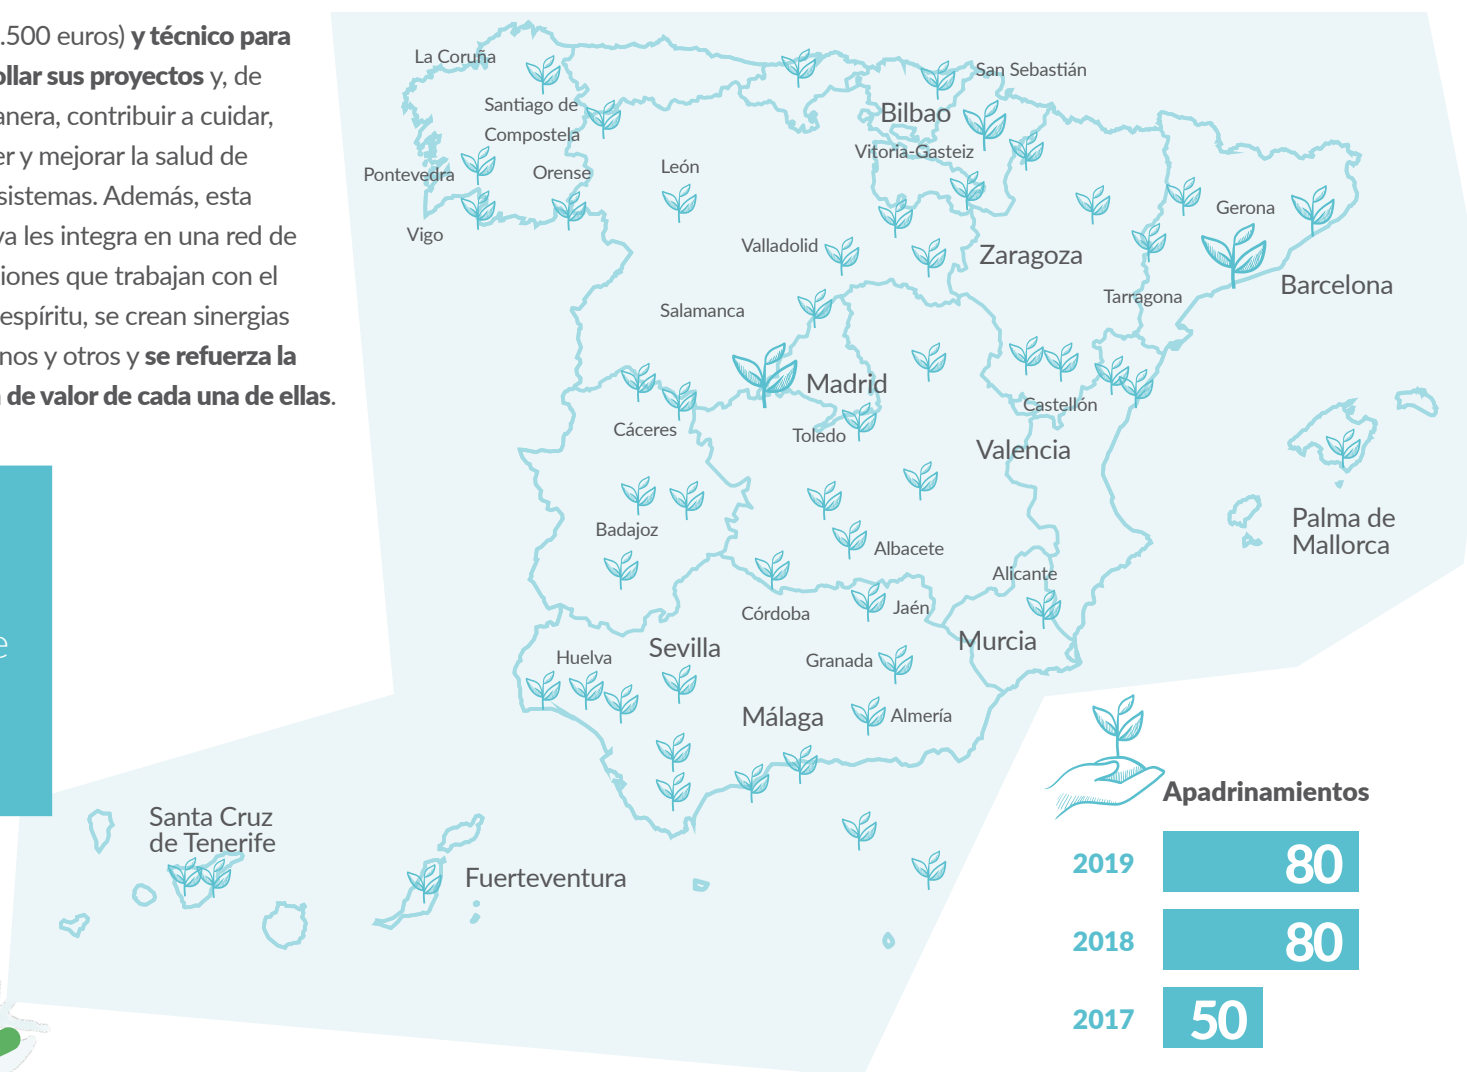 .500 euros) y técnico para
ollar sus proyectos y, de
anera, contribuir a cuidar,
er y mejorar la salud de
sistemas. Además, esta
va les integra en una red de
iones que trabajan con el
espíritu, se crean sinergias
nos y otros y se refuerza la
de valor de cada una de ellas.
e
La Coruña
San Sebastián
Santiago de
Compostela
Bilbao
Vitoria-Gasteiz
León
Orense
Pontevedra
Gerona
Vigo
Valladolid
Zaragoza
Barcelona
Tarragona
Salamanca
Madrid
Castellón
Cáceres
Toledo
Valencia
Palma de
Mallorca
Badajoz
Albacete
Alicante
Jaén
Córdoba
Murcia
Sevilla
Huelva
Granada
Málaga
Almería
Santa Cruz
de Tenerife
Fuerteventura
Apadrinamientos
2019 80
2018 80
2017 50